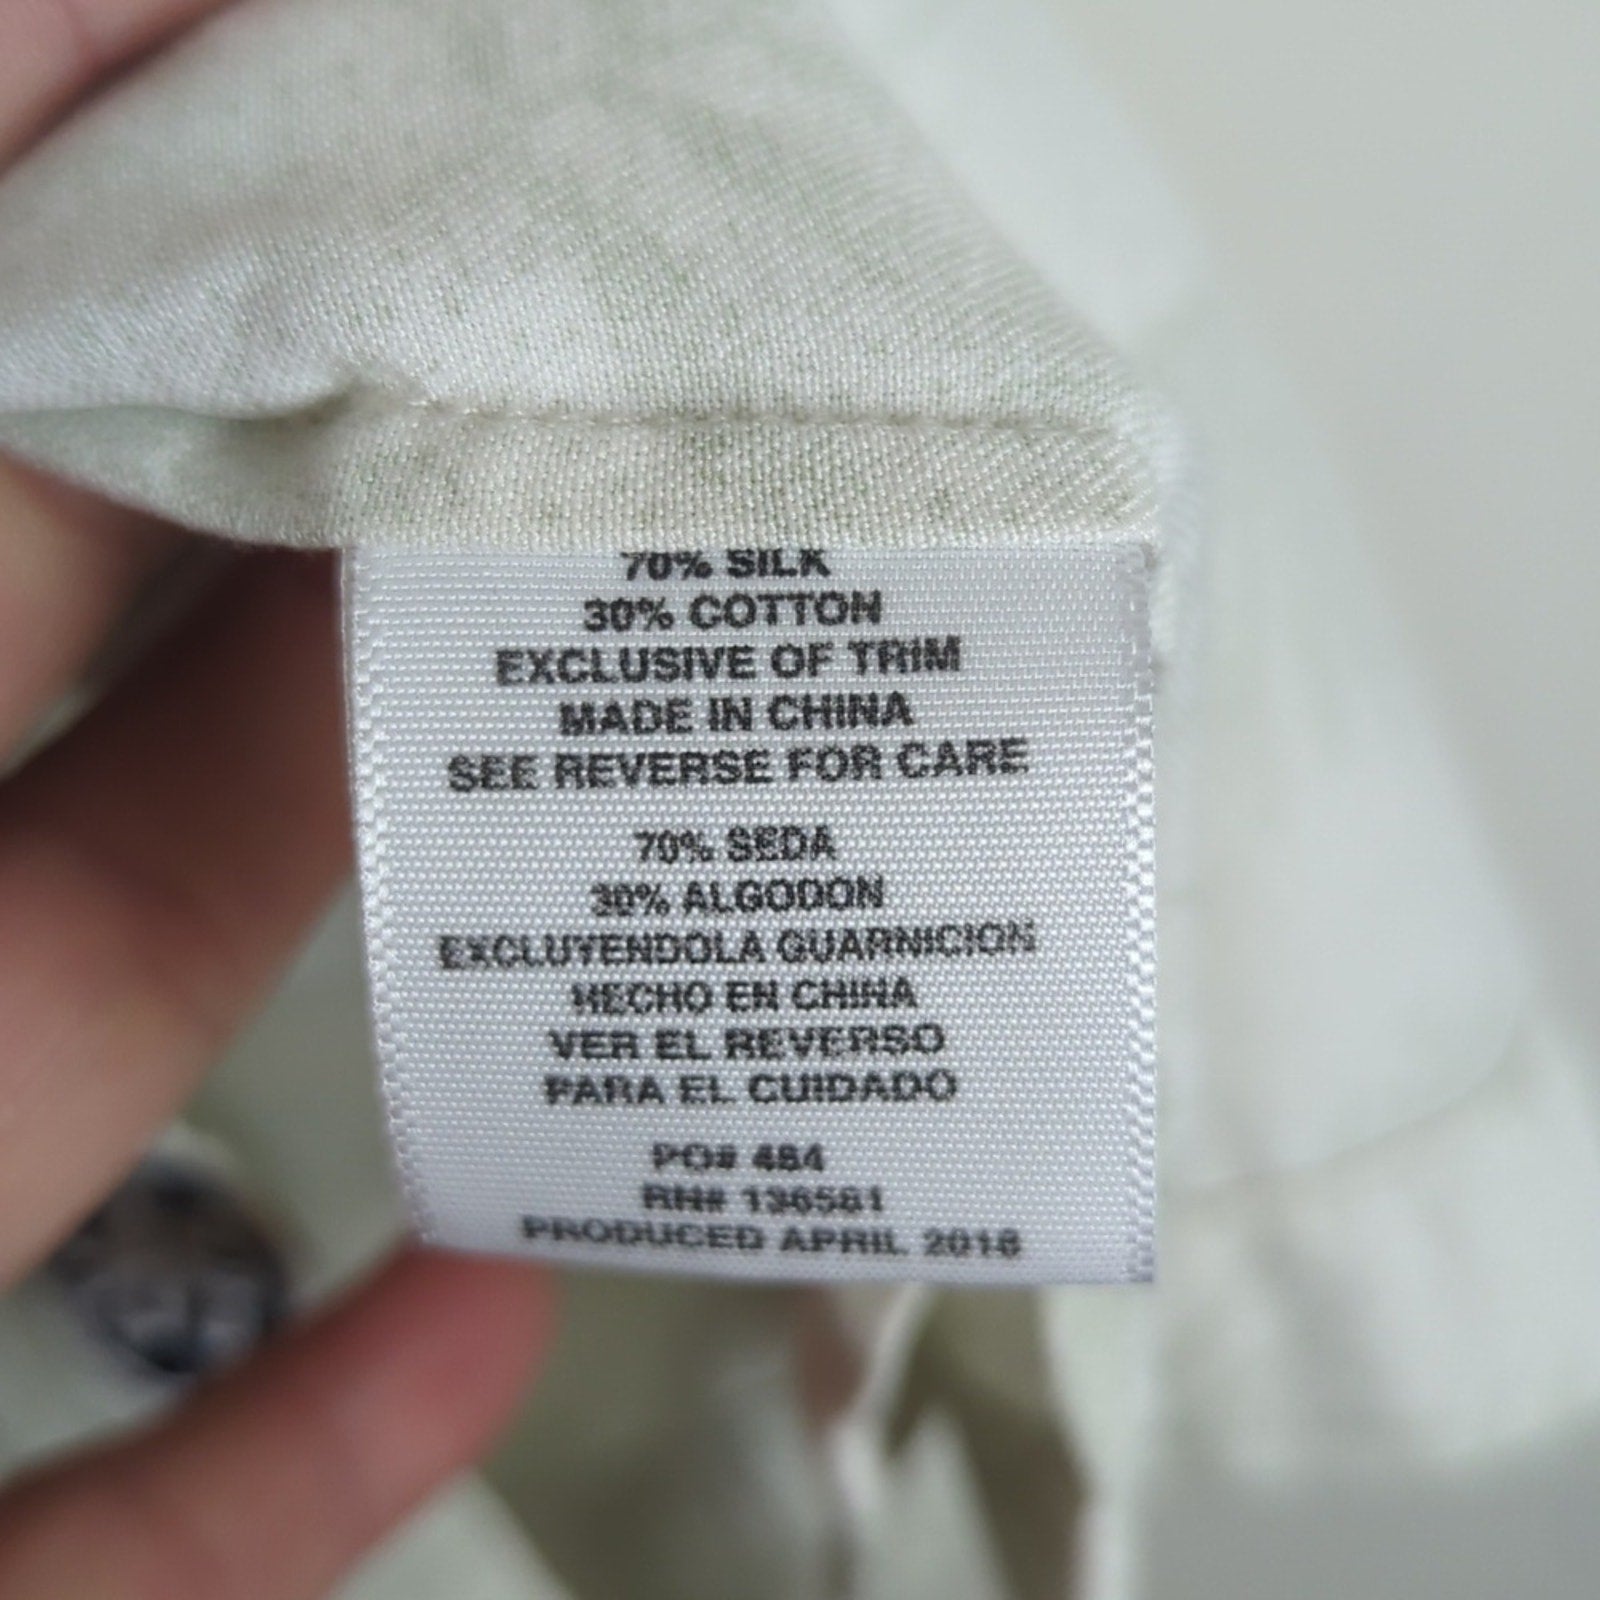 70% SILK
30% COTTON
EXCLUSIVE OF TRIM
MADE IN CHINA
SEE REVERSE FOR CARE
70% SEDA
30% ALGODON
EXCLUYENDOLA GUARNICION
HECHO EN CHINA
VER EL REVERSO
PARA EL CUIDADO
PO# 484
RN# 136581
PRODUCED APRIL 2018